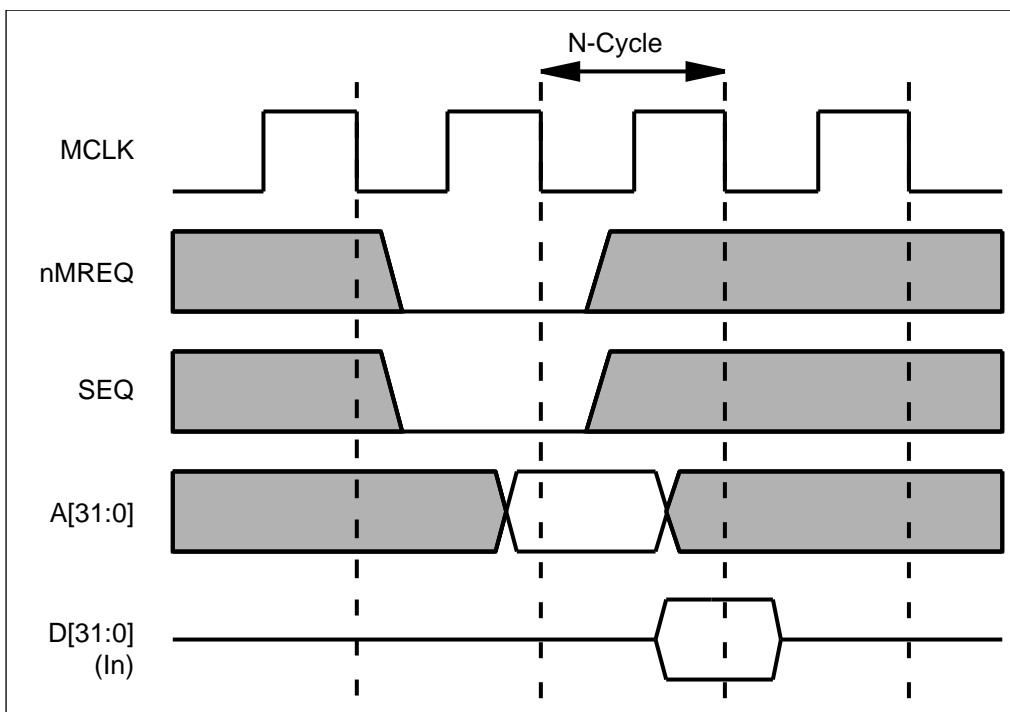 N-Cycle
MCLK
nMREQ
SEQ
A[31:0]
D[31:0]
(In)